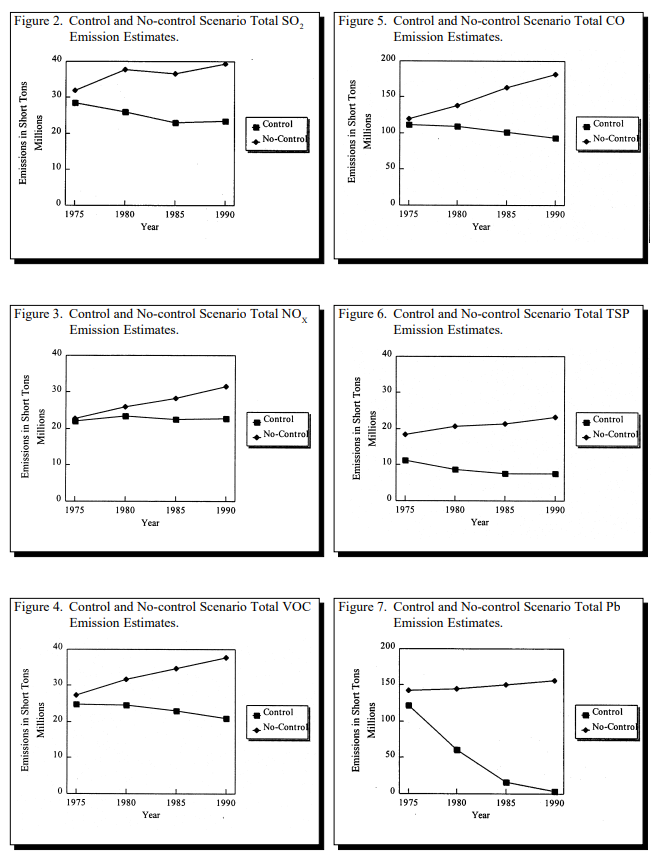 Figure 2. Control and No-control Scenario Total SO2
Emission Estimates.
Emissions in Short Tons
Millions
40
30
20
10
0
1975 1980 1985 1990
Year
Control
No-Control
Figure 5. Control and No-control Scenario Total CO
Emission Estimates.
Emissions in Short Tons
Millions
200
150
100
50
0
1975 1980 1985 1990
Year
Control
No-Control
Figure 3. Control and No-control Scenario Total NOX
Emission Estimates.
Emissions in Short Tons
Millions
40
30
20
10
0
1975 1980 1985 1990
Year
Control
No-Control
Figure 6. Control and No-control Scenario Total TSP
Emission Estimates.
Emissions in Short Tons
Millions
40
30
20
10
0
1975 1980 1985 1990
Year
Control
No-Control
Figure 4. Control and No-control Scenario Total VOC
Emission Estimates.
Emissions in Short Tons
Millions
40
30
20
10
0
1975 1980 1985 1990
Year
Control
No-Control
Figure 7. Control and No-control Scenario Total Pb
Emission Estimates.
Emissions in Short Tons
Millions
200
150
100
50
0
1975 1980 1985 1990
Year
Control
No-Control